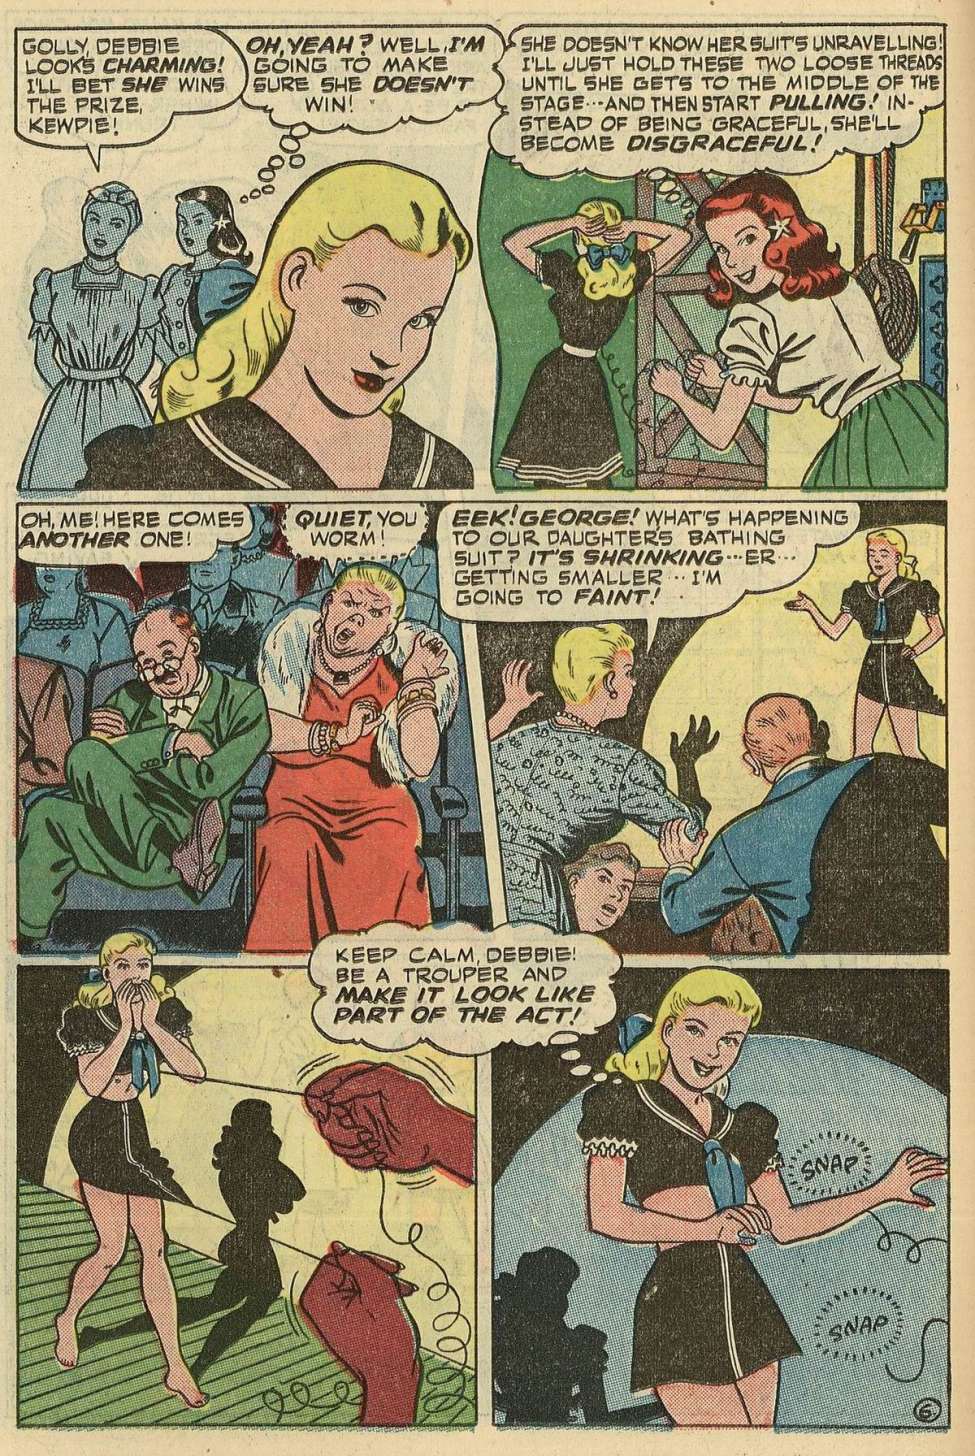 GOLLY, DEBBIE
LOOKS CHARMING!
I'LL BET SHE WINS
THE PRIZE,
KEWPIE!
OH, YEAH? WELL, I'M
GOING TO MAKE
SURE SHE DOESN'T
WIN!
SHE DOESN'T KNOW HER SUIT'S UNRAVELLING!
I'LL JUST HOLD THESE TWO LOOSE THREADS
UNTIL SHE GETS TO THE MIDDLE OF THE
STAGE--AND THEN START PULLING! IN-
STEAD OF BEING GRACEFUL, SHE'LL
BECOME DISGRACEFUL!
OH, ME! HERE COMES
ANOTHER ONE!
QUIET, YOU
WORM!
EEK! GEORGE! WHAT'S HAPPENING
TO OUR DAUGHTER'S BATHING
SUIT? IT'S SHRINKING--ER--
GETTING SMALLER-- I'M
GOING TO FAINT!
KEEP CALM, DEBBIE!
BE A TROUPER AND
MAKE IT LOOK LIKE
PART OF THE ACT!
SNAP
SNAP
6